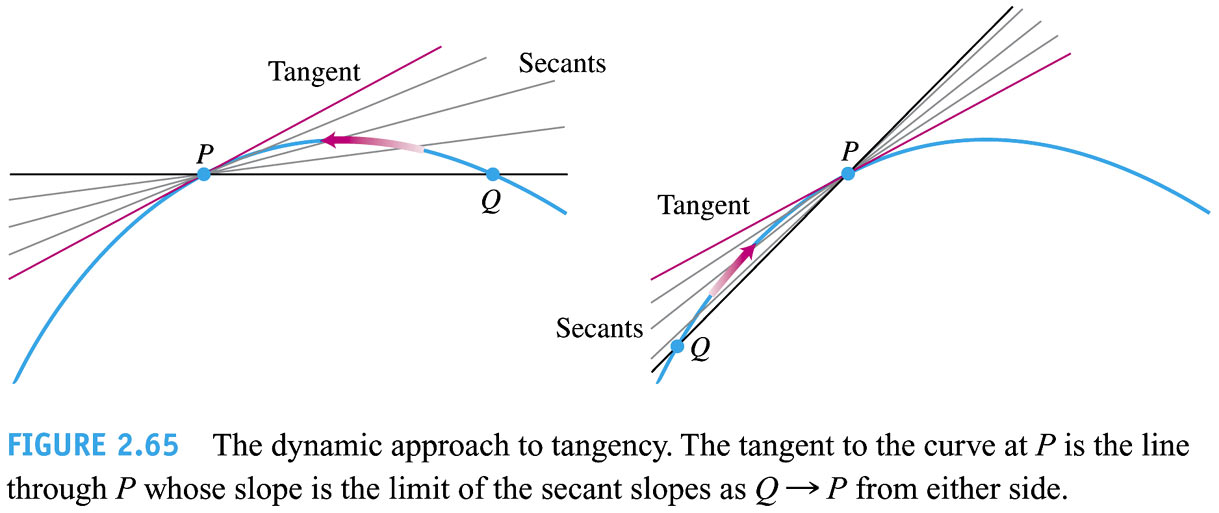 Tangent
Secants
P
Q
P
Tangent
Secants
Q
FIGURE 2.65 The dynamic approach to tangency. The tangent to the curve at P is the line
through P whose slope is the limit of the secant slopes as Q → P from either side.